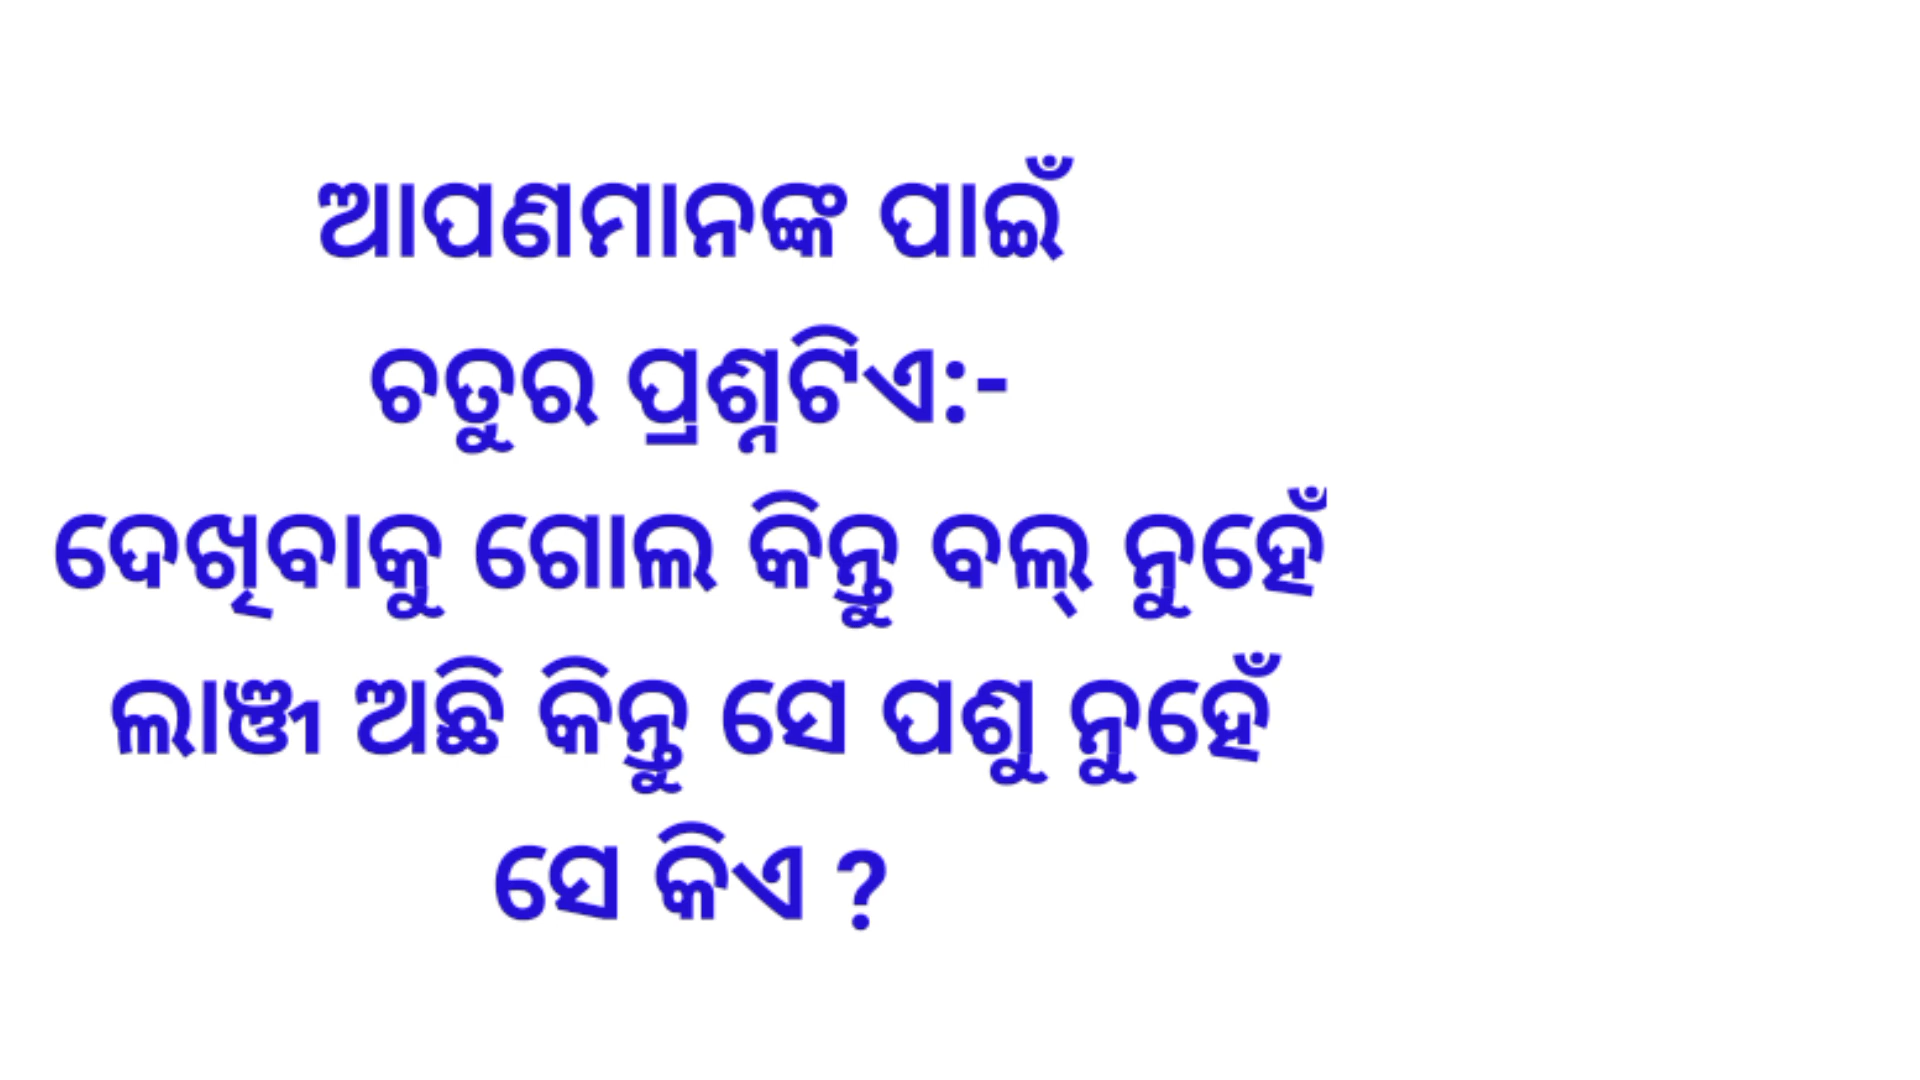 ଆପଣମାନଙ୍କ ପାଇଁ
ଚତୁର ପ୍ରଶ୍ନଟିଏ:-
ଦେଖିବାକୁ ଗୋଲ କିନ୍ତୁ ବଲ୍ ନୁହେଁ
ଲାଞ୍ଜୀ ଅଛି କିନ୍ତୁ ସେ ପଶୁ ନୁହେଁ
ସେ କିଏ ?